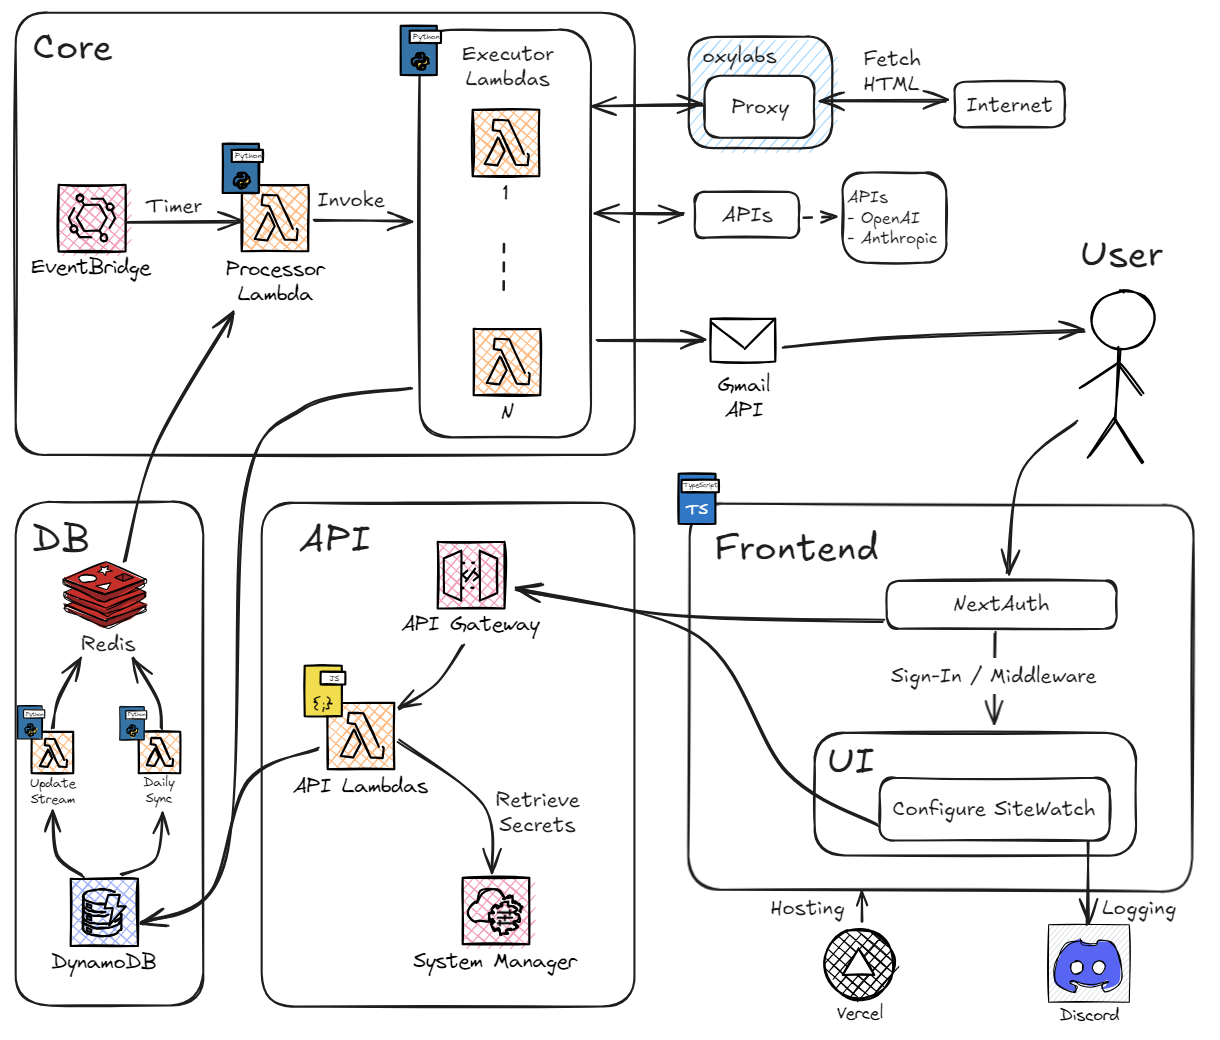 Core
Python
Executor
Lambdas
1
N
Python
Timer
Invoke
EventBridge
Processor
Lambda
oxylabs
Proxy
Fetch
HTML
Internet
APIs
APIs
- OpenAI
- Anthropic
Gmail
API
User
DB
Redis
Python
Update
Stream
Python
Daily
Sync
DynamoDB
API
</>
API Gateway
JS
{;}
API Lambdas
Retrieve
Secrets
System Manager
TypeScript
TS
Frontend
NextAuth
Sign-In / Middleware
UI
Configure SiteWatch
Hosting
Logging
Vercel
Discord